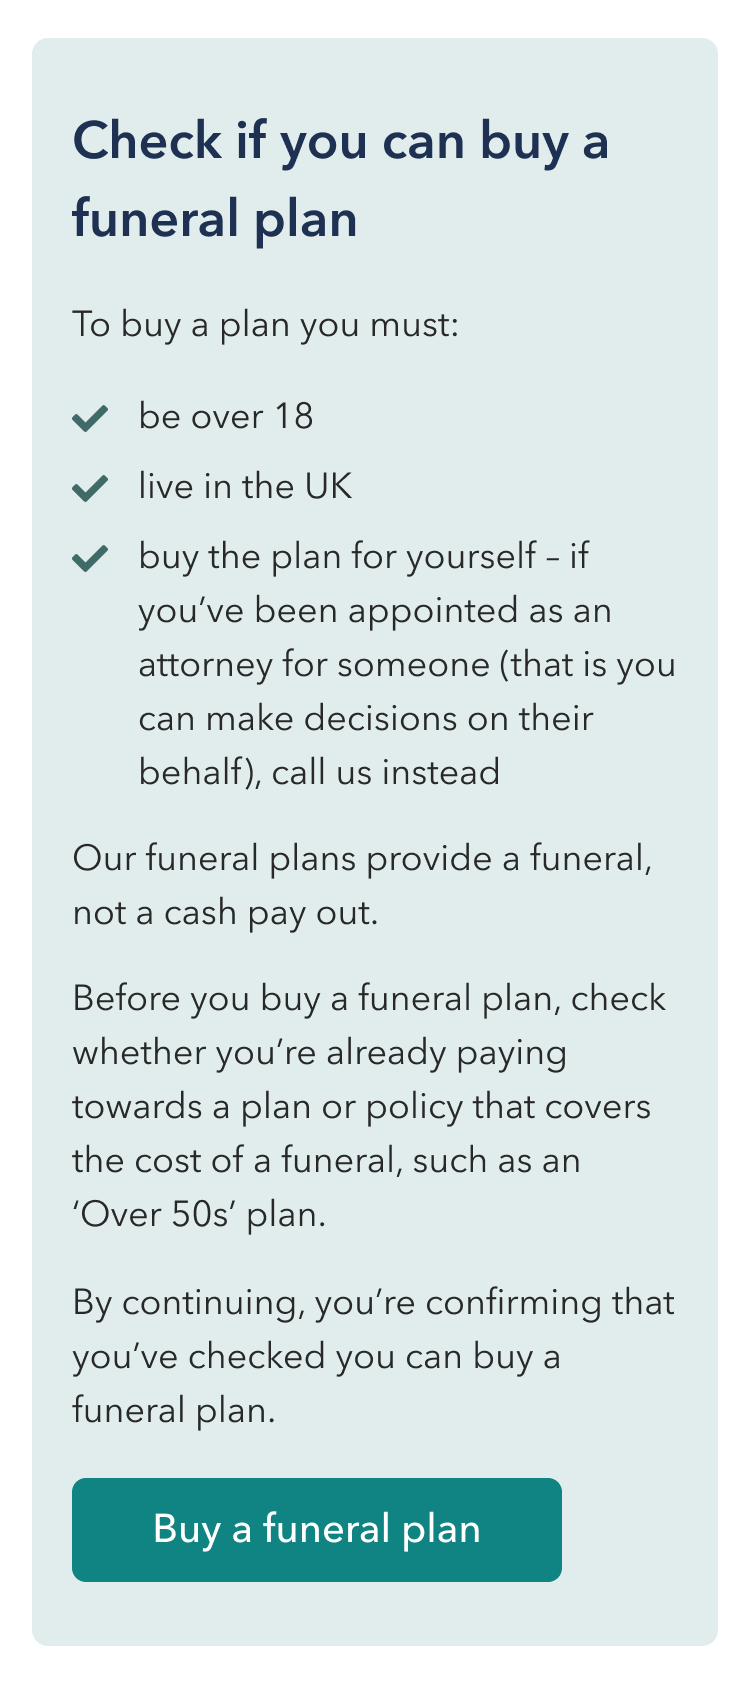 Check if you can buy a
funeral plan
To buy a plan you must:
be over 18
live in the UK
buy the plan for yourself – if
you’ve been appointed as an
attorney for someone (that is you
can make decisions on their
behalf), call us instead
Our funeral plans provide a funeral,
not a cash pay out.
Before you buy a funeral plan, check
whether you’re already paying
towards a plan or policy that covers
the cost of a funeral, such as an
‘Over 50s’ plan.
By continuing, you’re confirming that
you’ve checked you can buy a
funeral plan.
Buy a funeral plan